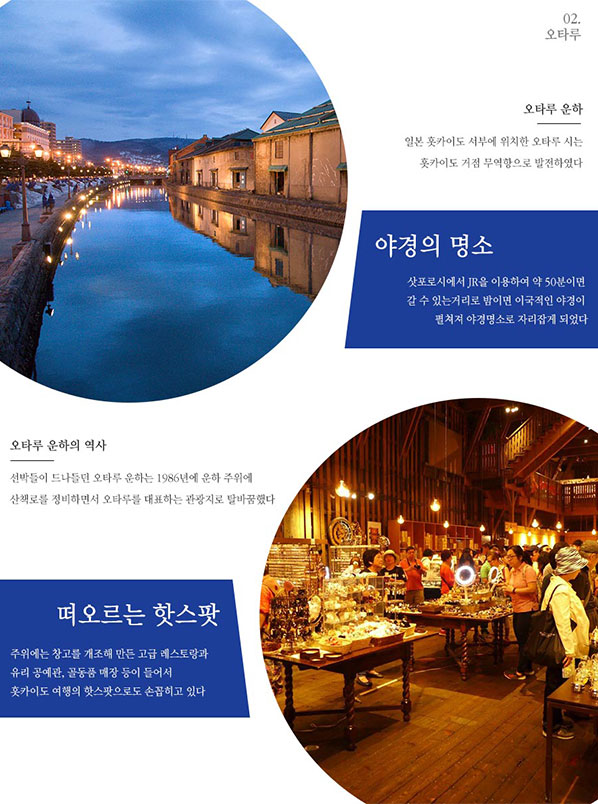 02.
오타루
오타루 운하
일본 홋카이도 서부에 위치한 오타루 시는
홋카이도 거점 무역항으로 발전하였다
야경의 명소
삿포로시에서 JR을 이용하여 약 50분이면
갈 수 있는거리로 밤이면 이국적인 야경이
펼쳐져 야경명소로 자리잡게 되었다
오타루 운하의 역사
선박들이 드나들던 오타루 운하는 1986년에 운하 주위에
산책로를 정비하면서 오타루를 대표하는 관광지로 탈바꿈했다
떠오르는 핫스팟
주위에는 창고를 개조해 만든 고급 레스토랑과
유리 공예관, 골동품 매장 등이 들어서
홋카이도 여행의 핫스팟으로도 손꼽히고 있다